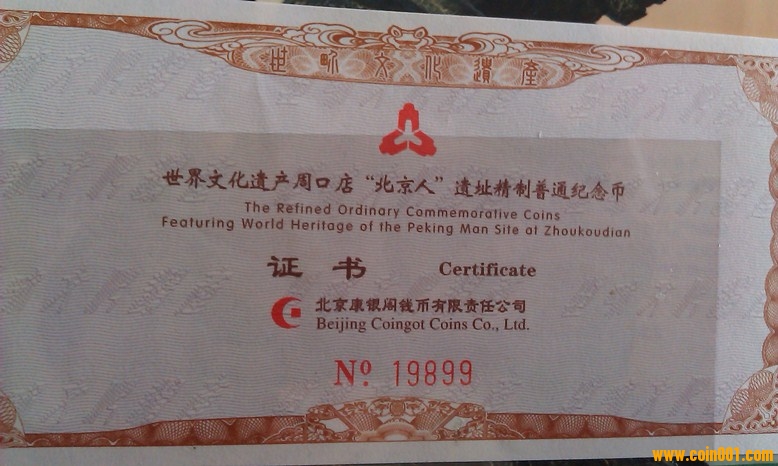 世界文化遺產
世界文化遗产周口店“北京人”遗址精制普通纪念币
The Refined Ordinary Commemorative Coins
Featuring World Heritage of the Peking Man Site at Zhoukoudian
证书 Certificate
北京康银阁钱币有限责任公司
Beijing Coingot Coins Co., Ltd.
Nº 19899
www.coin001.com